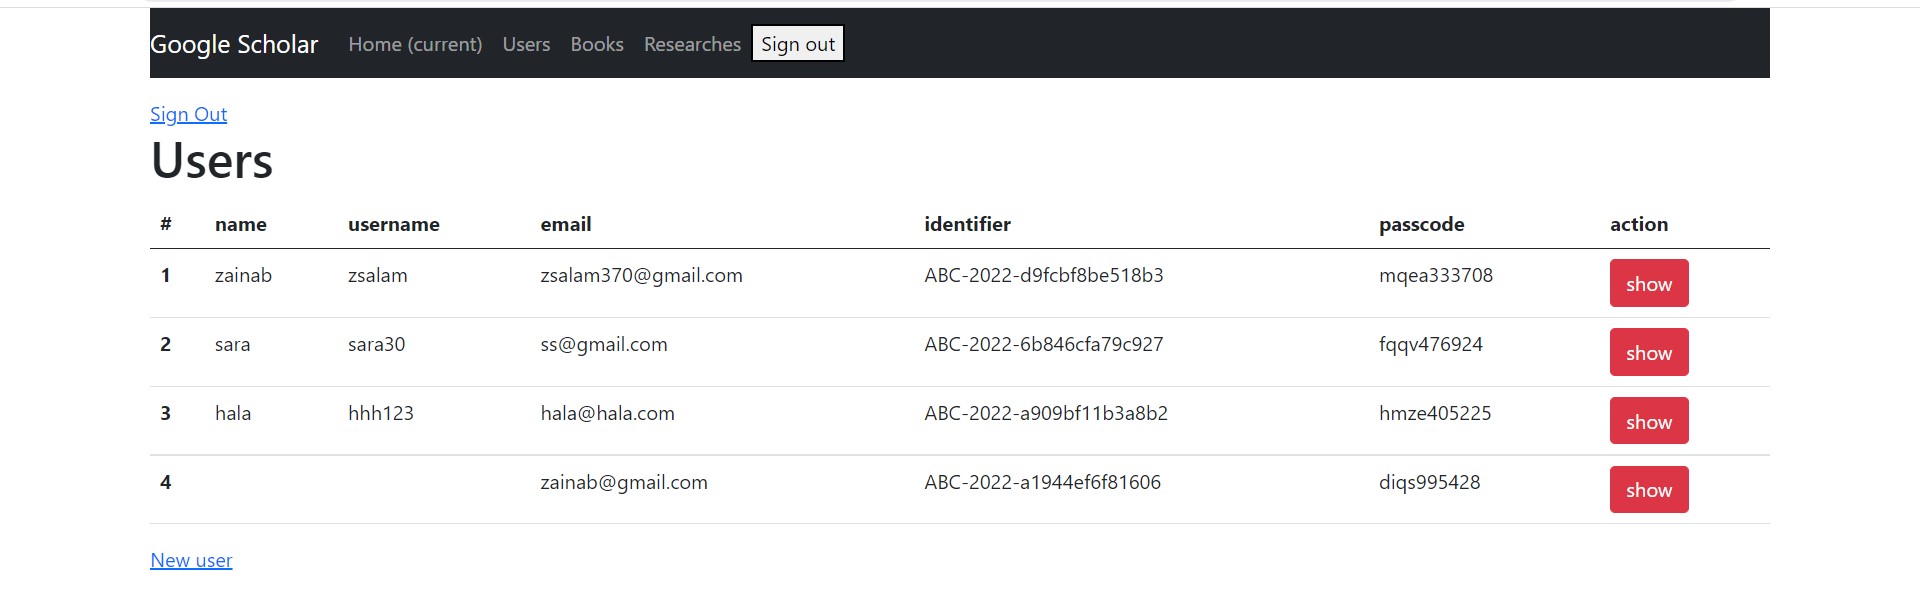 Google Scholar Home (current) Users Books Researches Sign out
Sign Out
Users
# name username email identifier passcode action
1 zainab zsalam zsalam370@gmail.com ABC-2022-d9fcbf8be518b3 mqea333708 show
2 sara sara30 ss@gmail.com ABC-2022-6b846cfa79c927 fqqv476924 show
3 hala hhh123 hala@hala.com ABC-2022-a909bf11b3a8b2 hmze405225 show
4 zainab@gmail.com ABC-2022-a1944ef6f81606 diqs995428 show
New user